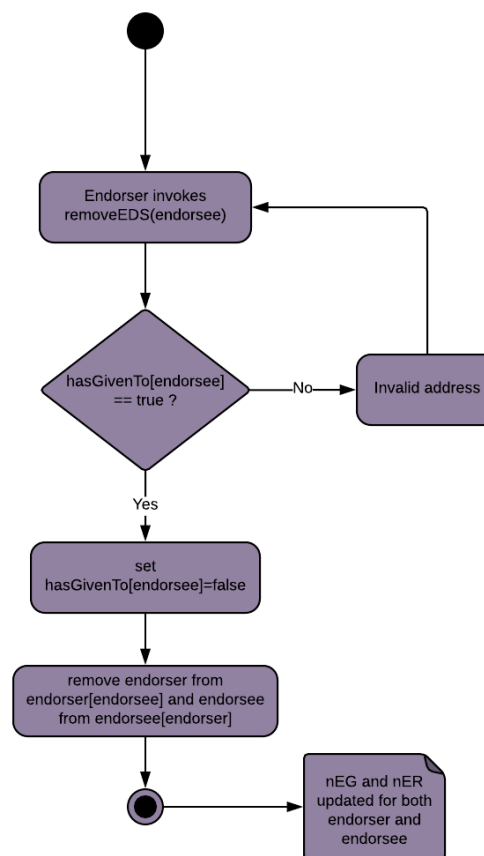 Endorser invokes
removeEDS(endorsee)
hasGivenTo[endorsee]
== true ?
No
Invalid address
Yes
set
hasGivenTo[endorsee]=false
remove endorser from
endorser[endorsee] and endorsee
from endorsee[endorser]
nEG and nER
updated for both
endorser and
endorsee